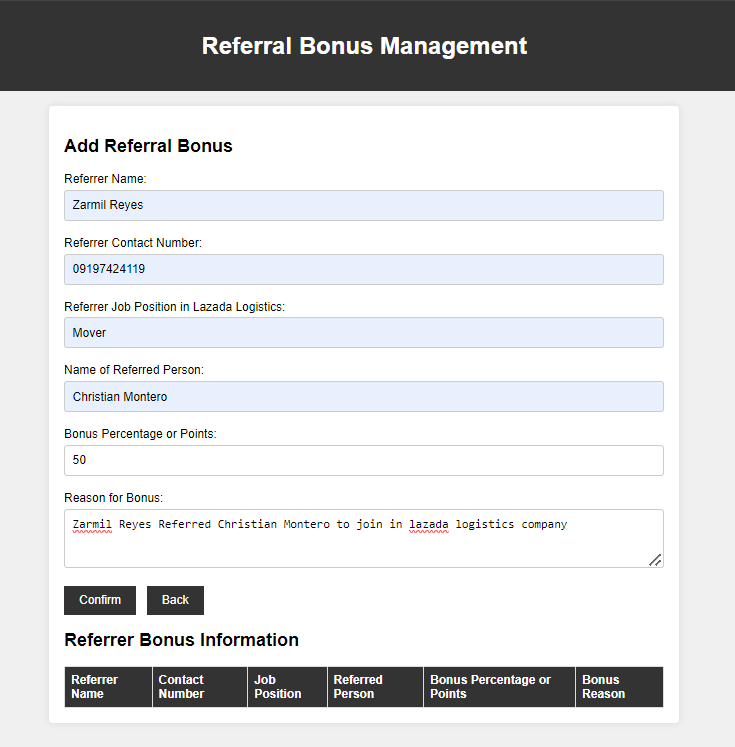 Referral Bonus Management
Add Referral Bonus
Referrer Name:
Zarmil Reyes
Referrer Contact Number:
09197424119
Referrer Job Position in Lazada Logistics:
Mover
Name of Referred Person:
Christian Montero
Bonus Percentage or Points:
50
Reason for Bonus:
Zarmil Reyes Referred Christian Montero to join in lazada logistics company
Confirm Back
Referrer Bonus Information
Referrer Contact Job Referred Bonus Percentage or Bonus
Name Number Position Person Points Reason